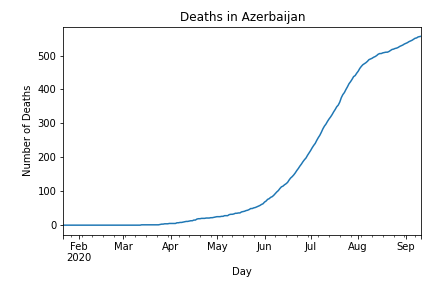 Deaths in Azerbaijan
Number of Deaths
500
400
300
200
100
0
Feb Mar Apr May Jun Jul Aug Sep
2020
Day